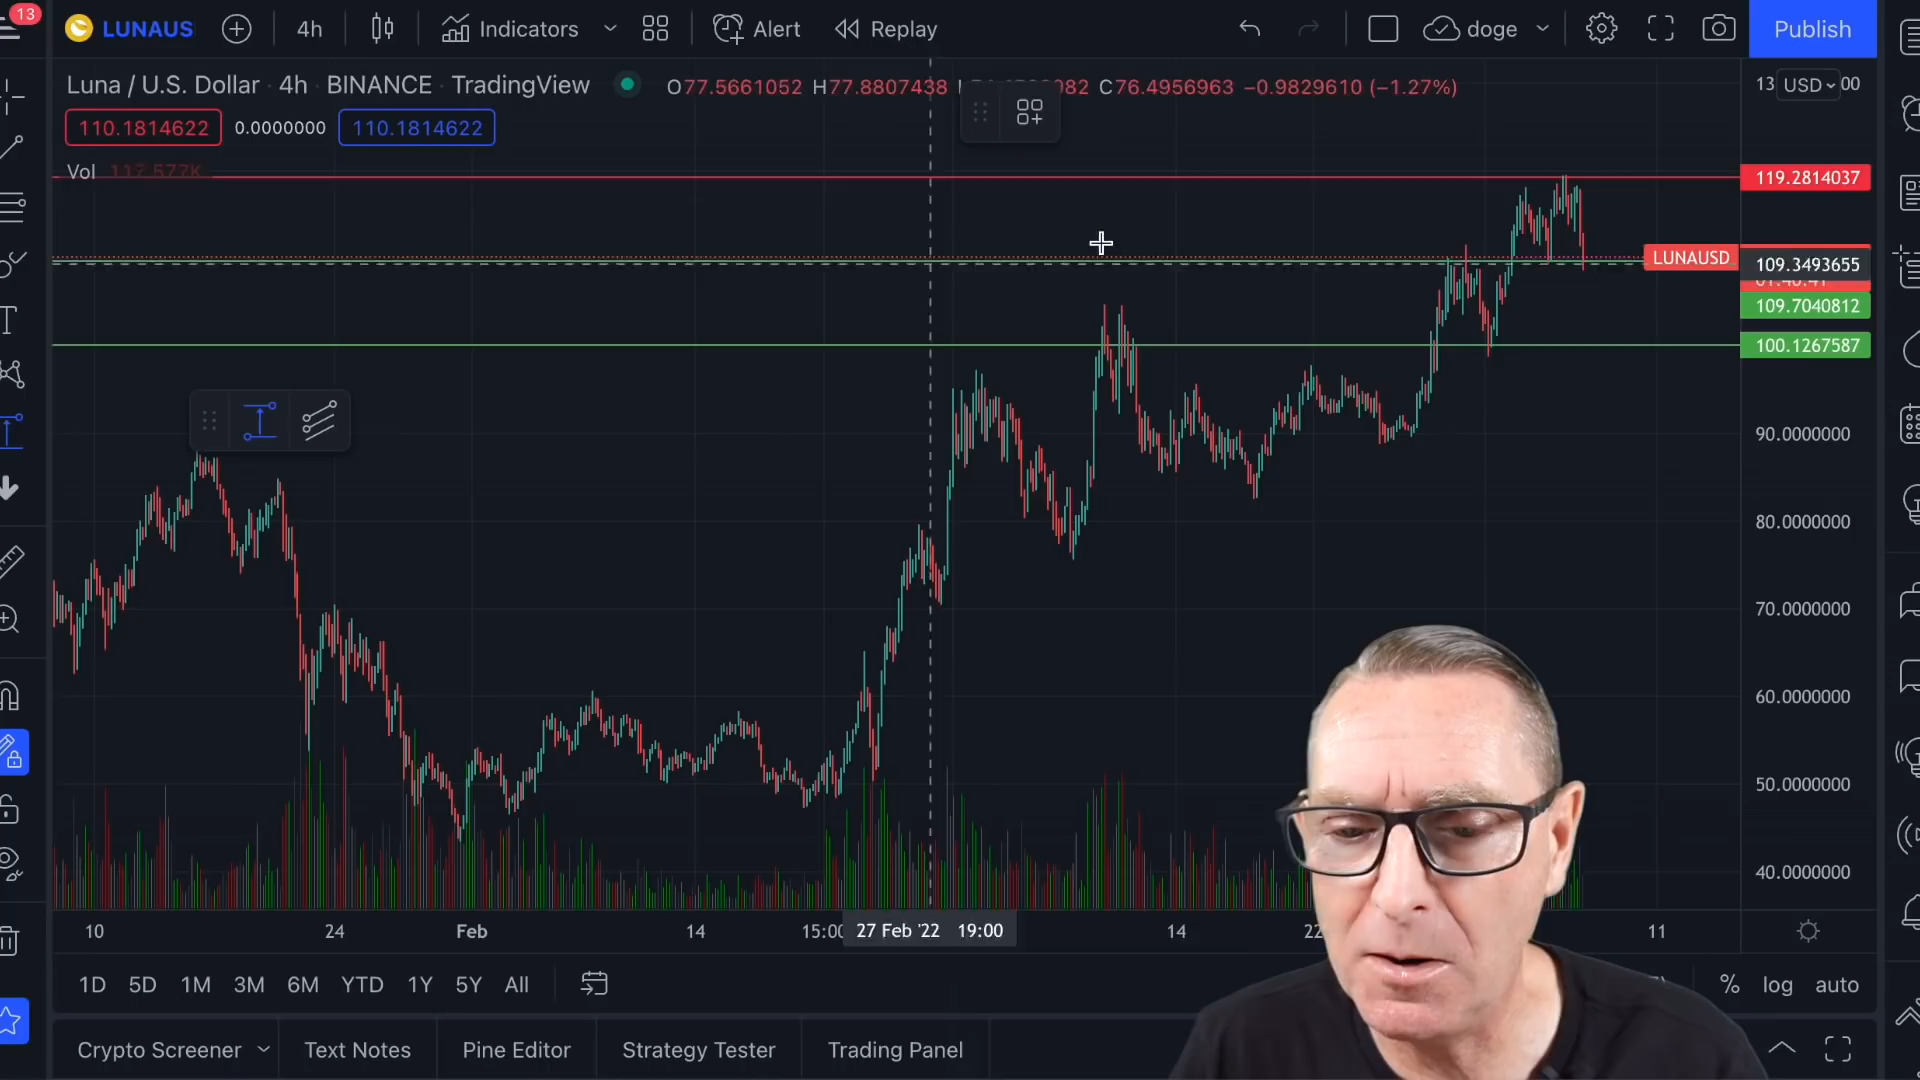 13
LUNAUS 4h Indicators Alert Replay doge Publish
Luna / U.S. Dollar · 4h · BINANCE · TradingView O77.5661052 H77.8807438 C76.4956963 −0.9829610 (−1.27%)
USD
110.1814622 0.0000000 110.1814622
Vol 117.577K
119.2814037
LUNAUSD
109.3493655
109.7040812
100.1267587
90.0000000
80.0000000
70.0000000
60.0000000
50.0000000
40.0000000
10 24 Feb 14 15:00 27 Feb '22 19:00 14 22 11
1D 5D 1M 3M 6M YTD 1Y 5Y All % log auto
Crypto Screener Text Notes Pine Editor Strategy Tester Trading Panel